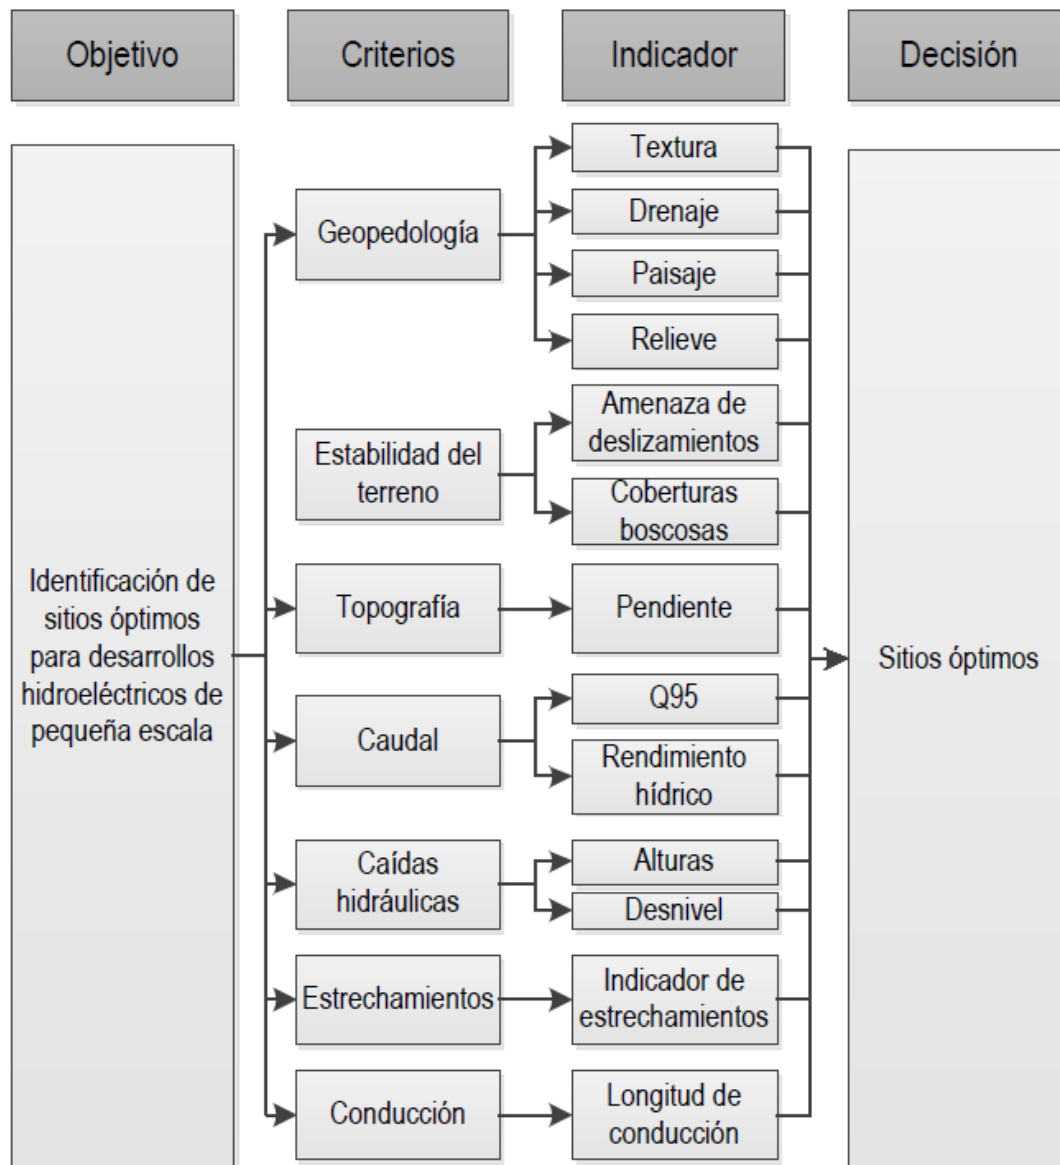 Objetivo
Criterios
Indicador
Decisión
Identificación de
sitios óptimos
para desarrollos
hidroeléctricos de
pequeña escala
Geopedología
Textura
Drenaje
Paisaje
Relieve
Estabilidad del
terreno
Amenaza de
deslizamientos
Coberturas
boscosas
Topografía
Pendiente
Caudal
Q95
Rendimiento
hídrico
Caídas
hidráulicas
Alturas
Desnivel
Estrechamientos
Indicador de
estrechamientos
Conducción
Longitud de
conducción
Sitios óptimos